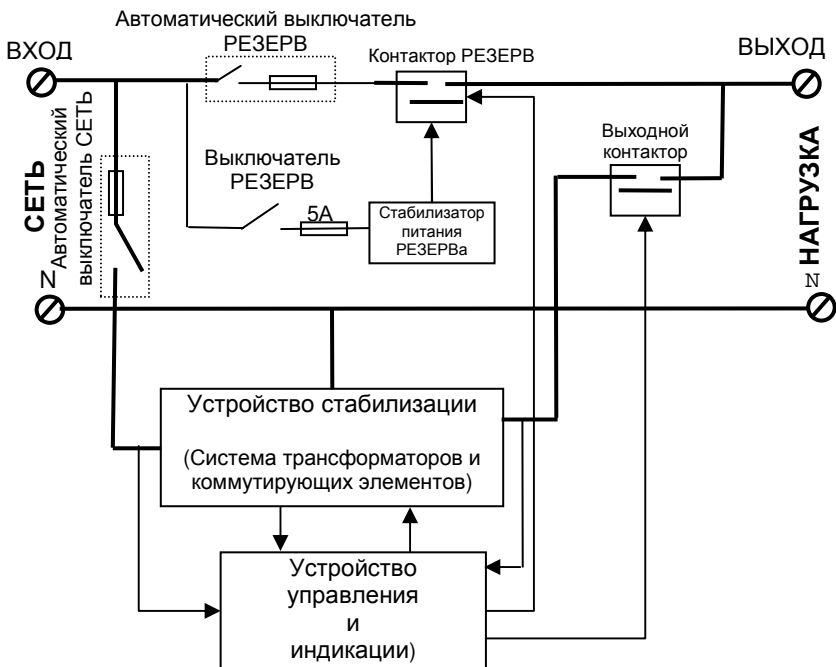 Автоматический выключатель
РЕЗЕРВ
ВХОД
Контактор РЕЗЕРВ
ВЫХОД
СЕТЬ
Автоматический
выключатель СЕТЬ
Выключатель
РЕЗЕРВ
5А
Стабилизатор
питания
РЕЗЕРВа
Выходной
контактор
НАГРУЗКА
N
N
Устройство стабилизации
(Система трансформаторов и
коммутирующих элементов)
Устройство
управления
и
индикации)